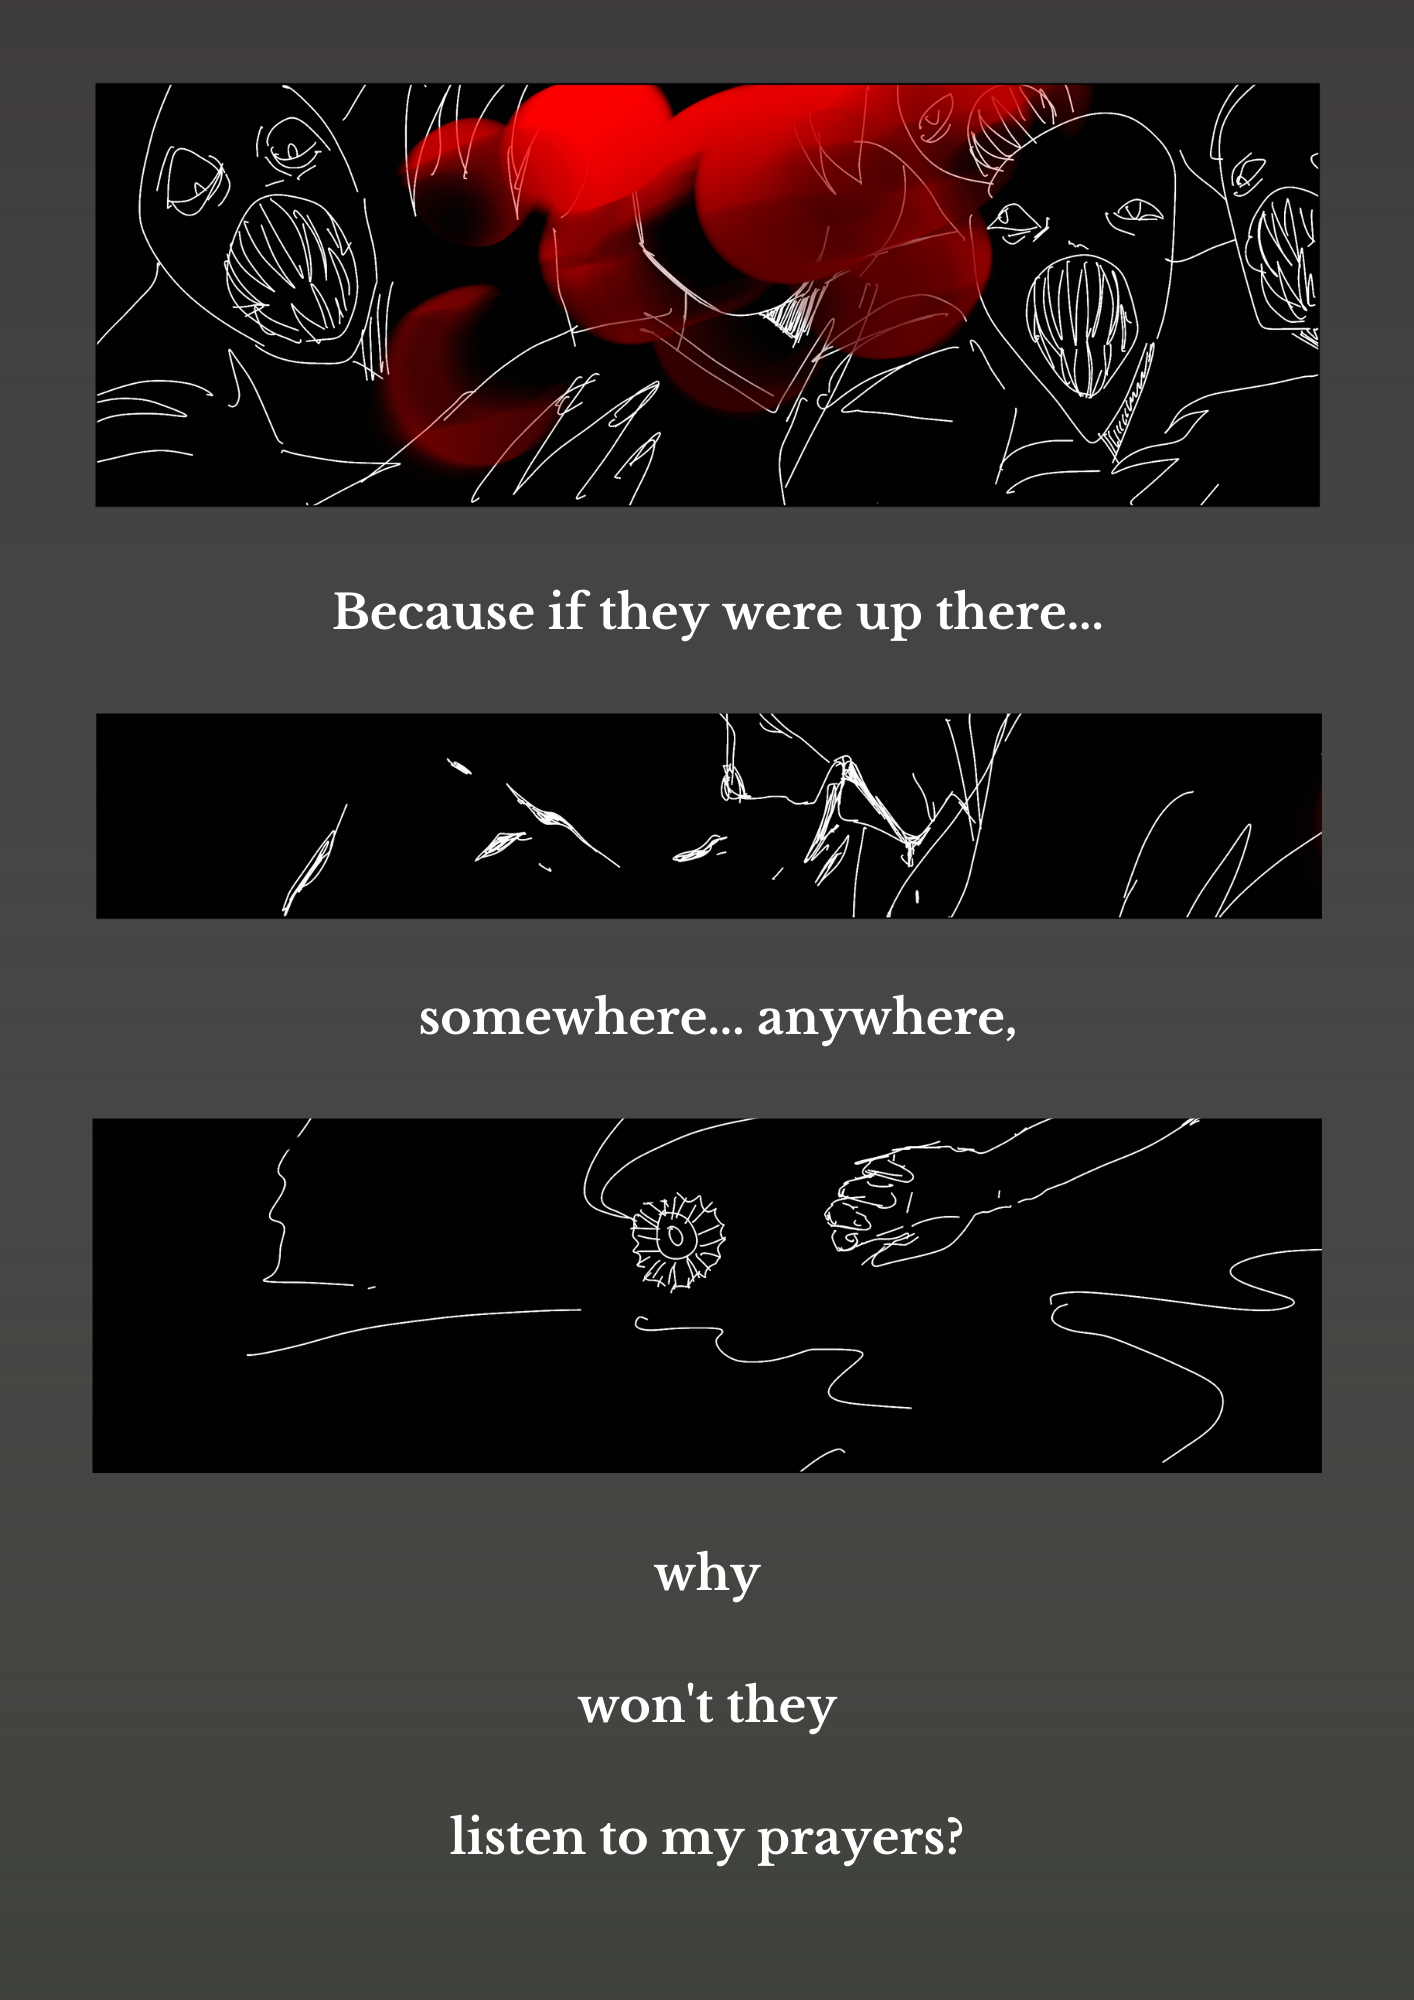 Because if they were up there...
somewhere... anywhere,
why
won't they
listen to my prayers?